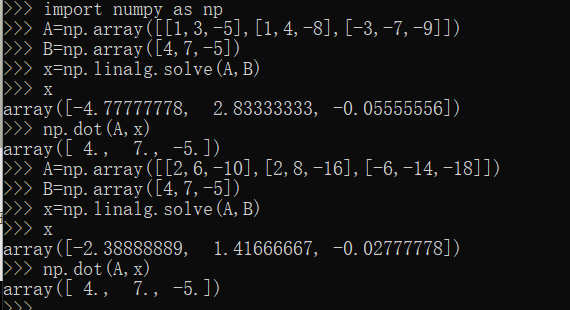 >>> import numpy as np
>>> A=np.array([[1,3,-5],[1,4,-8],[-3,-7,-9]])
>>> B=np.array([4,7,-5])
>>> x=np.linalg.solve(A,B)
>>> x
array([-4.77777778,  2.83333333, -0.05555556])
>>> np.dot(A,x)
array([ 4.,  7., -5.])
>>> A=np.array([[2,6,-10],[2,8,-16],[-6,-14,-18]])
>>> B=np.array([4,7,-5])
>>> x=np.linalg.solve(A,B)
>>> x
array([-2.38888889,  1.41666667, -0.02777778])
>>> np.dot(A,x)
array([ 4.,  7., -5.])
>>>